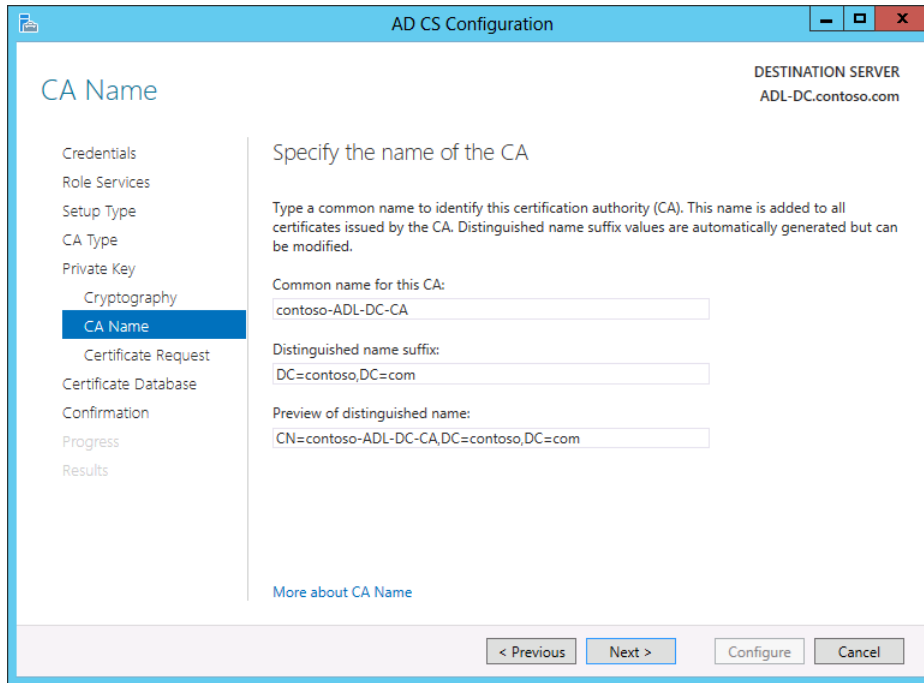 AD CS Configuration
CA Name
DESTINATION SERVER
ADL-DC.contoso.com
Credentials
Role Services
Setup Type
CA Type
Private Key
Cryptography
CA Name
Certificate Request
Certificate Database
Confirmation
Progress
Results
Specify the name of the CA
Type a common name to identify this certification authority (CA). This name is added to all
certificates issued by the CA. Distinguished name suffix values are automatically generated but can
be modified.
Common name for this CA:
contoso-ADL-DC-CA
Distinguished name suffix:
DC=contoso,DC=com
Preview of distinguished name:
CN=contoso-ADL-DC-CA,DC=contoso,DC=com
More about CA Name
< Previous
Next >
Configure
Cancel